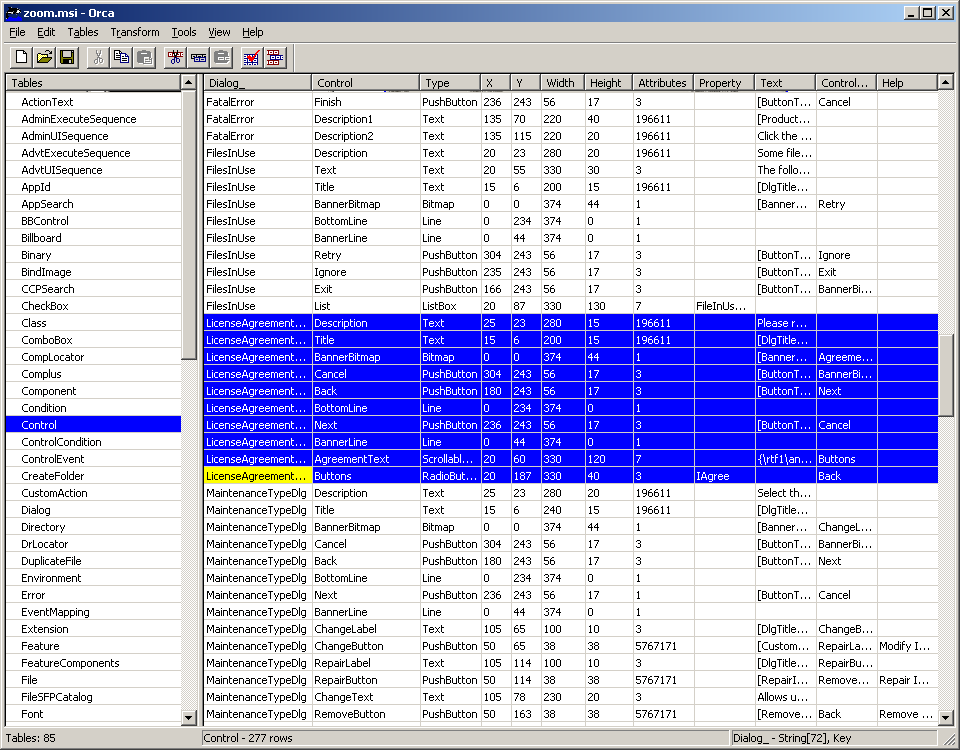 zoom.msi - Orca
File Edit Tables Transform Tools View Help
Tables Dialog_ Control Type X Y Width Height Attributes Property Text Control... Help
ActionText FatalError Finish PushButton 236 243 56 17 3 [ButtonT... Cancel
AdminExecuteSequence FatalError Description1 Text 135 70 220 40 196611 [Product...
AdminUISequence FatalError Description2 Text 135 115 220 20 196611 Click the ...
AdvtExecuteSequence FilesInUse Description Text 20 23 280 20 196611 Some file...
AdvtUISequence FilesInUse Text Text 20 55 330 30 3 The follo...
AppId FilesInUse Title Text 15 6 200 15 196611 [DlgTitle...
AppSearch FilesInUse BannerBitmap Bitmap 0 0 374 44 1 [Banner... Retry
BBControl FilesInUse BottomLine Line 0 234 374 0 1
Billboard FilesInUse BannerLine Line 0 44 374 0 1
Binary FilesInUse Retry PushButton 304 243 56 17 3 [ButtonT... Ignore
BindImage FilesInUse Ignore PushButton 235 243 56 17 3 [ButtonT... Exit
CCPSearch FilesInUse Exit PushButton 166 243 56 17 3 [ButtonT... BannerBi...
CheckBox FilesInUse List ListBox 20 87 330 130 7 FileInUs...
Class LicenseAgreement... Description Text 25 23 280 15 196611 Please r...
ComboBox LicenseAgreement... Title Text 15 6 200 15 196611 [DlgTitle...
CompLocator LicenseAgreement... BannerBitmap Bitmap 0 0 374 44 1 [Banner... Agreeme...
Complus LicenseAgreement... Cancel PushButton 304 243 56 17 3 [ButtonT... BannerBi...
Component LicenseAgreement... Back PushButton 180 243 56 17 3 [ButtonT... Next
Condition LicenseAgreement... BottomLine Line 0 234 374 0 1
Control LicenseAgreement... Next PushButton 236 243 56 17 3 [ButtonT... Cancel
ControlCondition LicenseAgreement... BannerLine Line 0 44 374 0 1
ControlEvent LicenseAgreement... AgreementText Scrollabl... 20 60 330 120 7 {\rtf1\an... Buttons
CreateFolder LicenseAgreement... Buttons RadioBut... 20 187 330 40 3 IAgree Back
CustomAction MaintenanceTypeDlg Description Text 25 23 280 20 196611 Select th...
Dialog MaintenanceTypeDlg Title Text 15 6 240 15 196611 [DlgTitle...
Directory MaintenanceTypeDlg BannerBitmap Bitmap 0 0 374 44 1 [Banner... ChangeL...
DrLocator MaintenanceTypeDlg Cancel PushButton 304 243 56 17 3 [ButtonT... BannerBi...
DuplicateFile MaintenanceTypeDlg Back PushButton 180 243 56 17 3 [ButtonT... Next
Environment MaintenanceTypeDlg BottomLine Line 0 234 374 0 1
Error MaintenanceTypeDlg Next PushButton 236 243 56 17 1 [ButtonT... Cancel
EventMapping MaintenanceTypeDlg BannerLine Line 0 44 374 0 1
Extension MaintenanceTypeDlg ChangeLabel Text 105 65 100 10 3 [DlgTitle... ChangeB...
Feature MaintenanceTypeDlg ChangeButton PushButton 50 65 38 38 5767171 [Custom... RepairLa... Modify I...
FeatureComponents MaintenanceTypeDlg RepairLabel Text 105 114 100 10 3 [DlgTitle... RepairBu...
File MaintenanceTypeDlg RepairButton PushButton 50 114 38 38 5767171 [RepairI... Remove... Repair I...
FileSFPCatalog MaintenanceTypeDlg ChangeText Text 105 78 230 20 3 Allows u...
Font MaintenanceTypeDlg RemoveButton PushButton 50 163 38 38 5767171 [Remove... Back Remove ...
Tables: 85 Control - 277 rows Dialog_ - String[72], Key